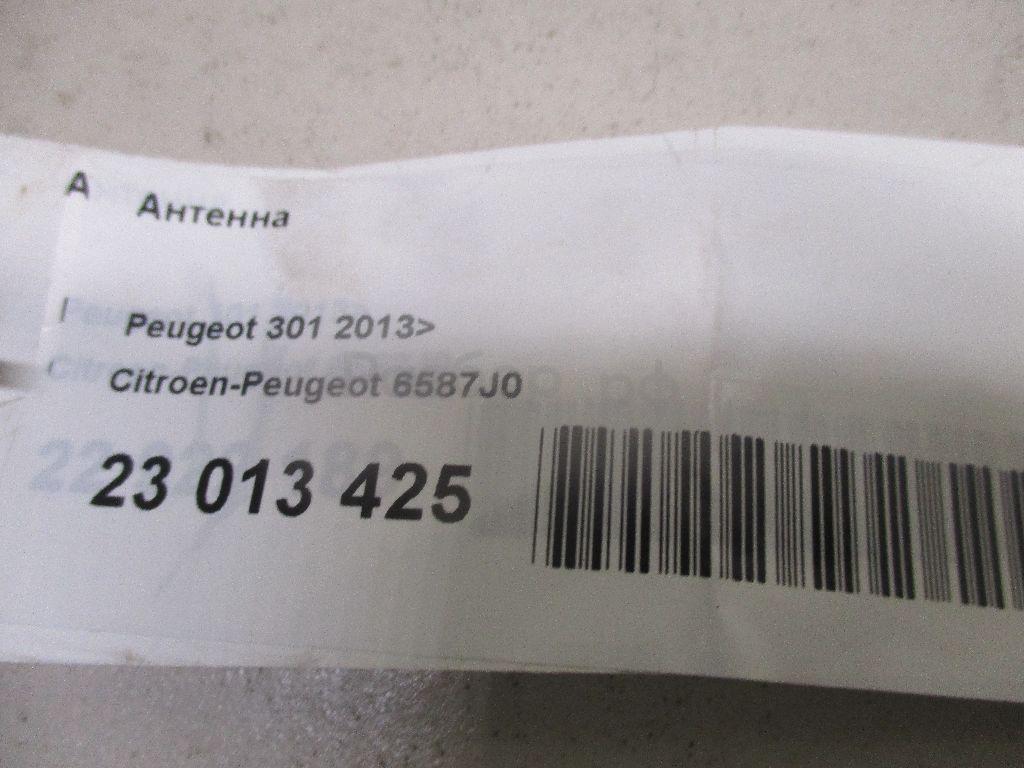 А Антенна
Peugeot 301 2013>
Citroen-Peugeot 6587J0
23 013 425